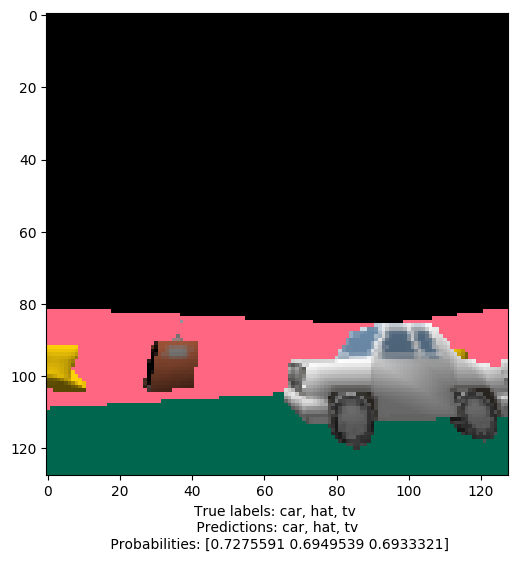 0
20
40
60
80
100
120
0 20 40 60 80 100 120
True labels: car, hat, tv
Predictions: car, hat, tv
Probabilities: [0.7275591 0.6949539 0.6933321]